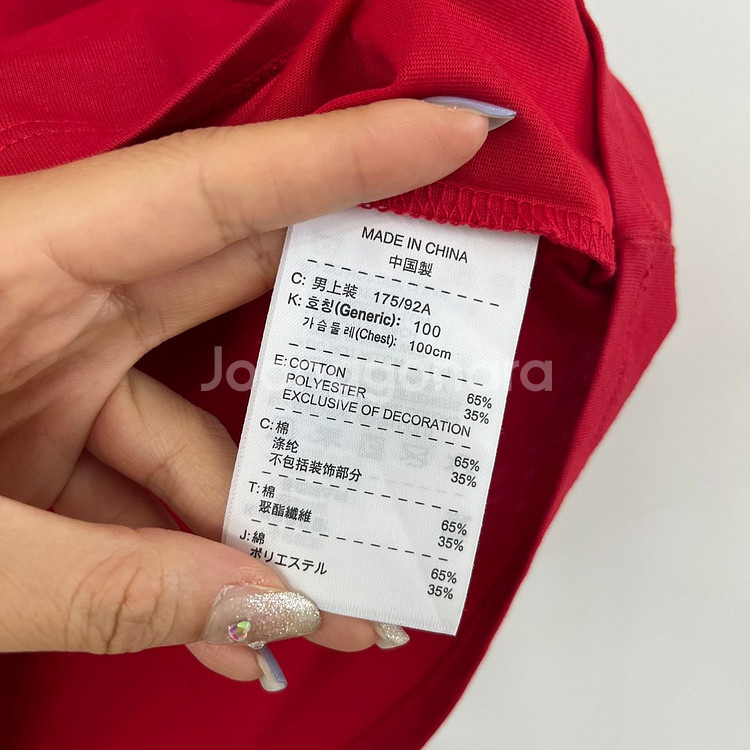 MADE IN CHINA
中国製
C: 男上装 175/92A
K: 호칭(Generic): 100
가슴둘레(Chest): 100cm
E: COTTON 65%
POLYESTER 35%
EXCLUSIVE OF DECORATION
C: 棉 65%
涤纶 35%
不包括装饰部分
T: 棉 65%
聚酯纖維 35%
J: 綿 65%
ポリエステル 35%
Joonggonara